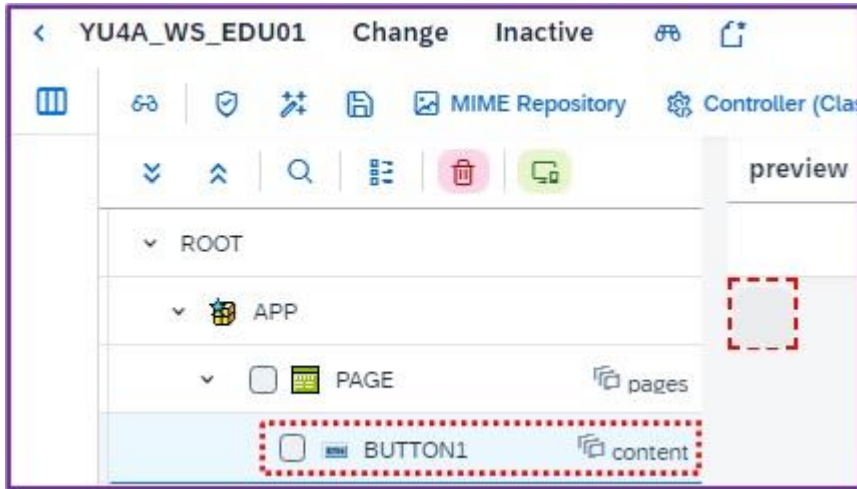 YU4A_WS_EDU01 Change Inactive
MIME Repository Controller (Clas
preview
ROOT
APP
PAGE pages
BUTTON1 content